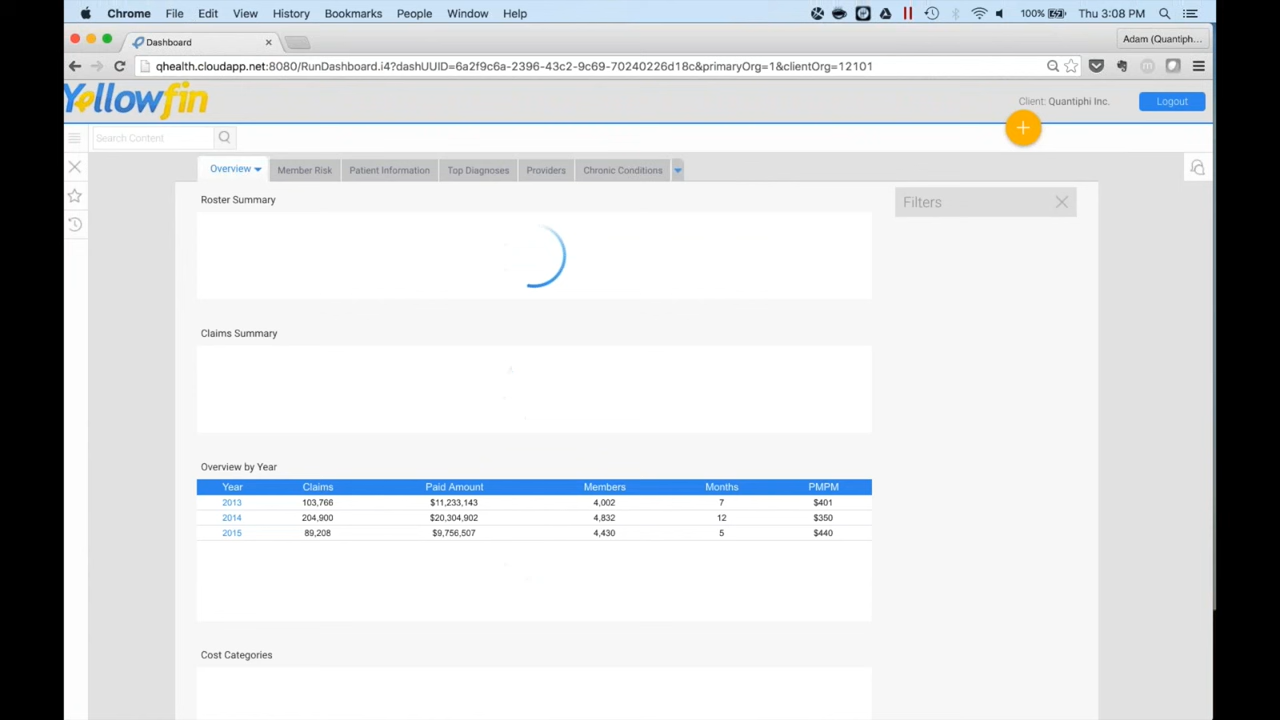 Chrome File Edit View History Bookmarks People Window Help 100% Thu 3:08 PM
Dashboard Adam (Quantiph...
qhealth.cloudapp.net:8080/RunDashboard.i4?dashUUID=6a2f9c6a-2396-43c2-9c69-70240226d18c&primaryOrg=1&clientOrg=12101
Yellowfin Client: Quantiphi Inc. Logout
Search Content
Overview Member Risk Patient Information Top Diagnoses Providers Chronic Conditions
Roster Summary Filters
Claims Summary
Overview by Year
Year Claims Paid Amount Members Months PMPM
2013 103,766 $11,233,143 4,002 7 $401
2014 204,900 $20,304,902 4,832 12 $350
2015 89,208 $9,756,507 4,430 5 $440
Cost Categories